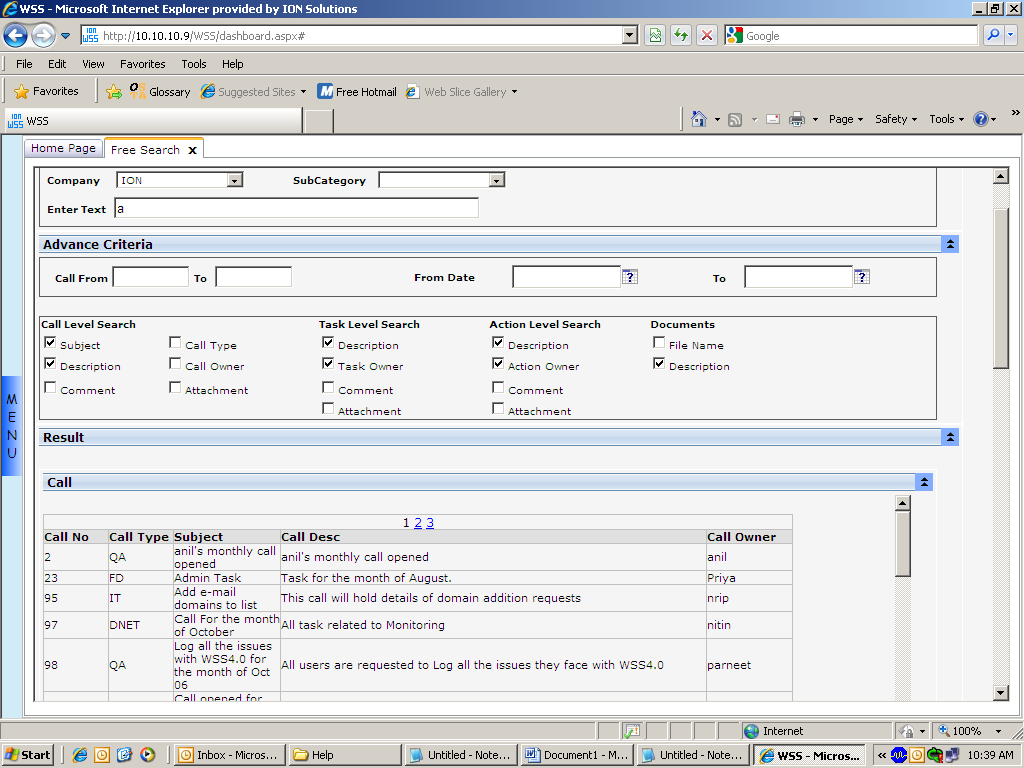 WSS - Microsoft Internet Explorer provided by ION Solutions
ION WSS http://10.10.10.9/WSS/dashboard.aspx# Google
File Edit View Favorites Tools Help
Favorites Glossary Suggested Sites Free Hotmail Web Slice Gallery
ION WSS WSS Page Safety Tools »
Home Page Free Search x
Company ION SubCategory
Enter Text a
Advance Criteria
Call From To From Date ? To ?
Call Level Search Task Level Search Action Level Search Documents
Subject Call Type Description Description File Name
Description Call Owner Task Owner Action Owner Description
Comment Attachment Comment Comment
Attachment Attachment
MENU
Result
Call
1 2 3
Call No Call Type Subject Call Desc Call Owner
2 QA anil's monthly call opened anil's monthly call opened anil
23 FD Admin Task Task for the month of August. Priya
95 IT Add e-mail domains to list This call will hold details of domain addition requests nrip
97 DNET Call For the month of October All task related to Monitoring nitin
98 QA Log all the issues with WSS4.0 for the month of Oct 06 All users are requested to Log all the issues they face with WSS4.0 parneet
Call opened for
Internet 100%
Start Inbox - Micros... Help Untitled - Note... Document1 - M... Untitled - Note... WSS - Micros... « 10:39 AM